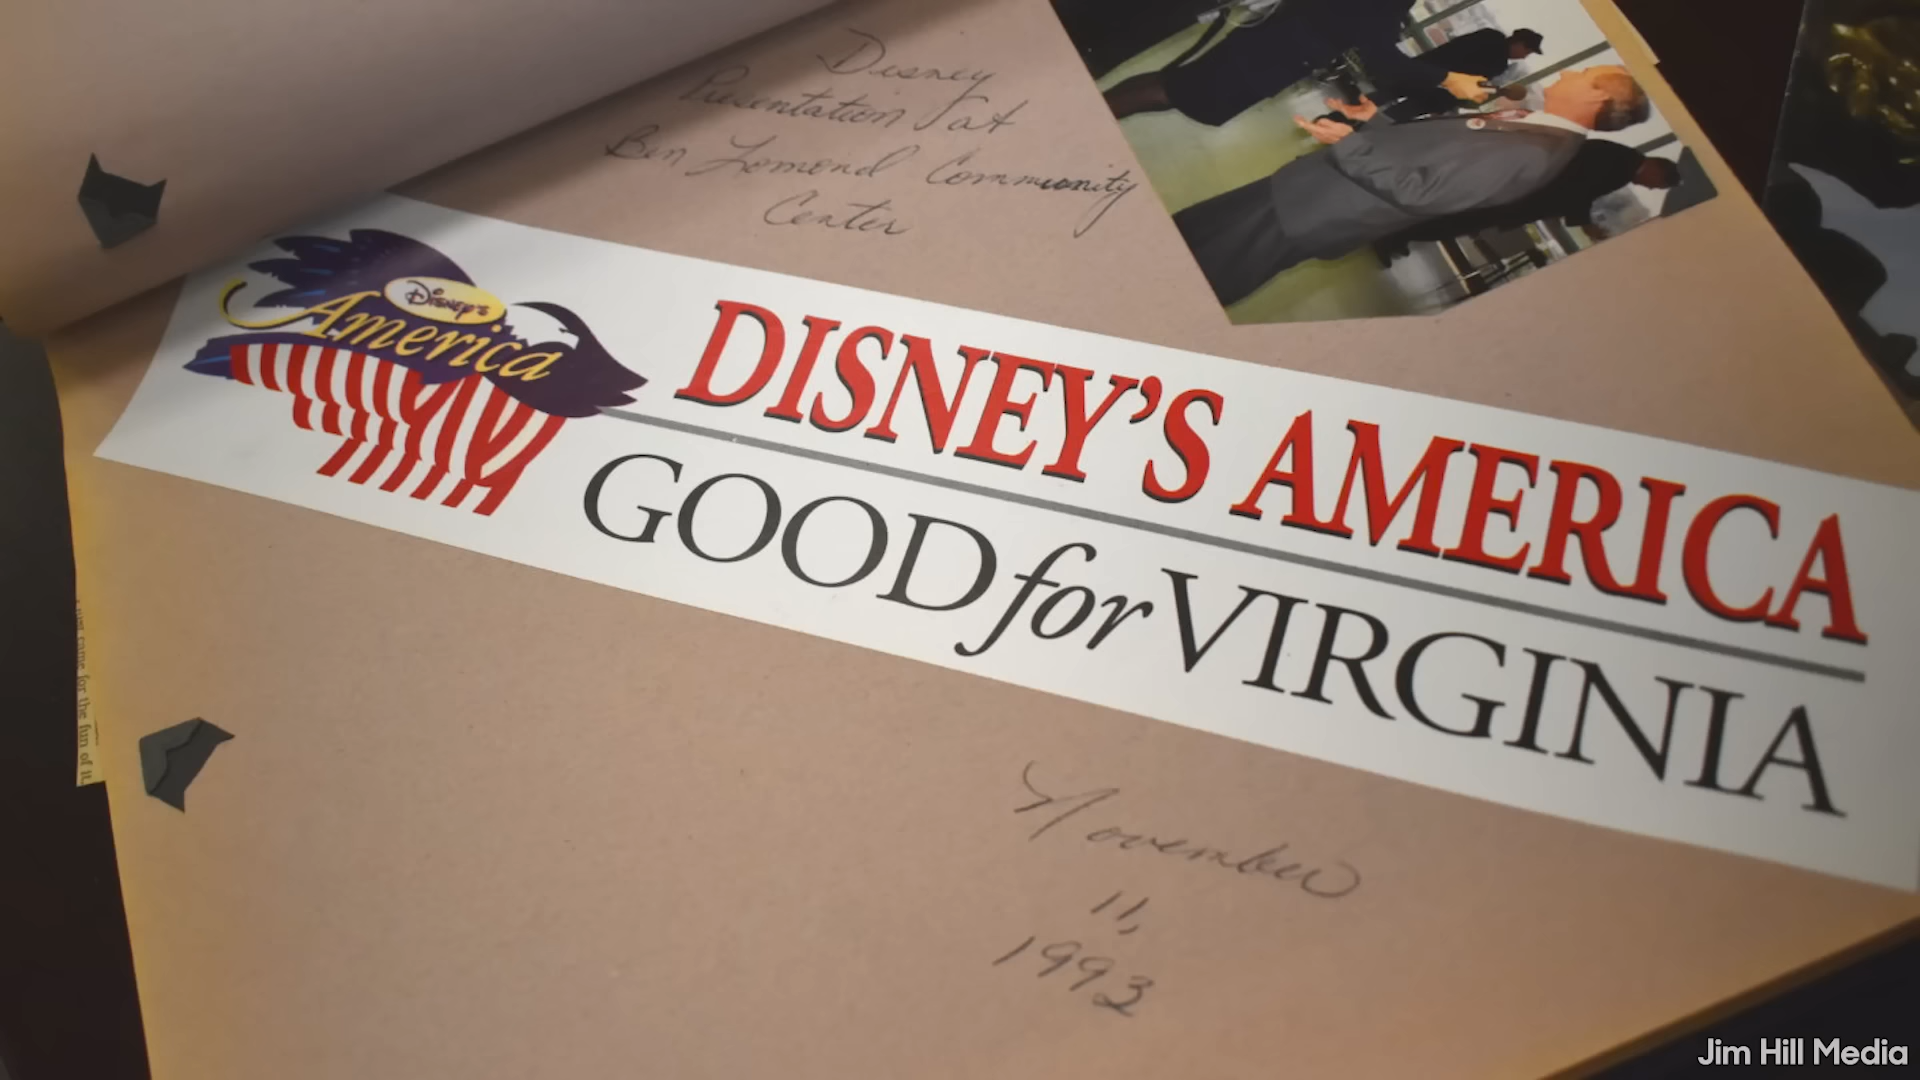 Disney
Presentation at
Ben Lomond Community
Center
Disney's
America
DISNEY'S AMERICA
GOOD for VIRGINIA
November
11,
1993
Jim Hill Media